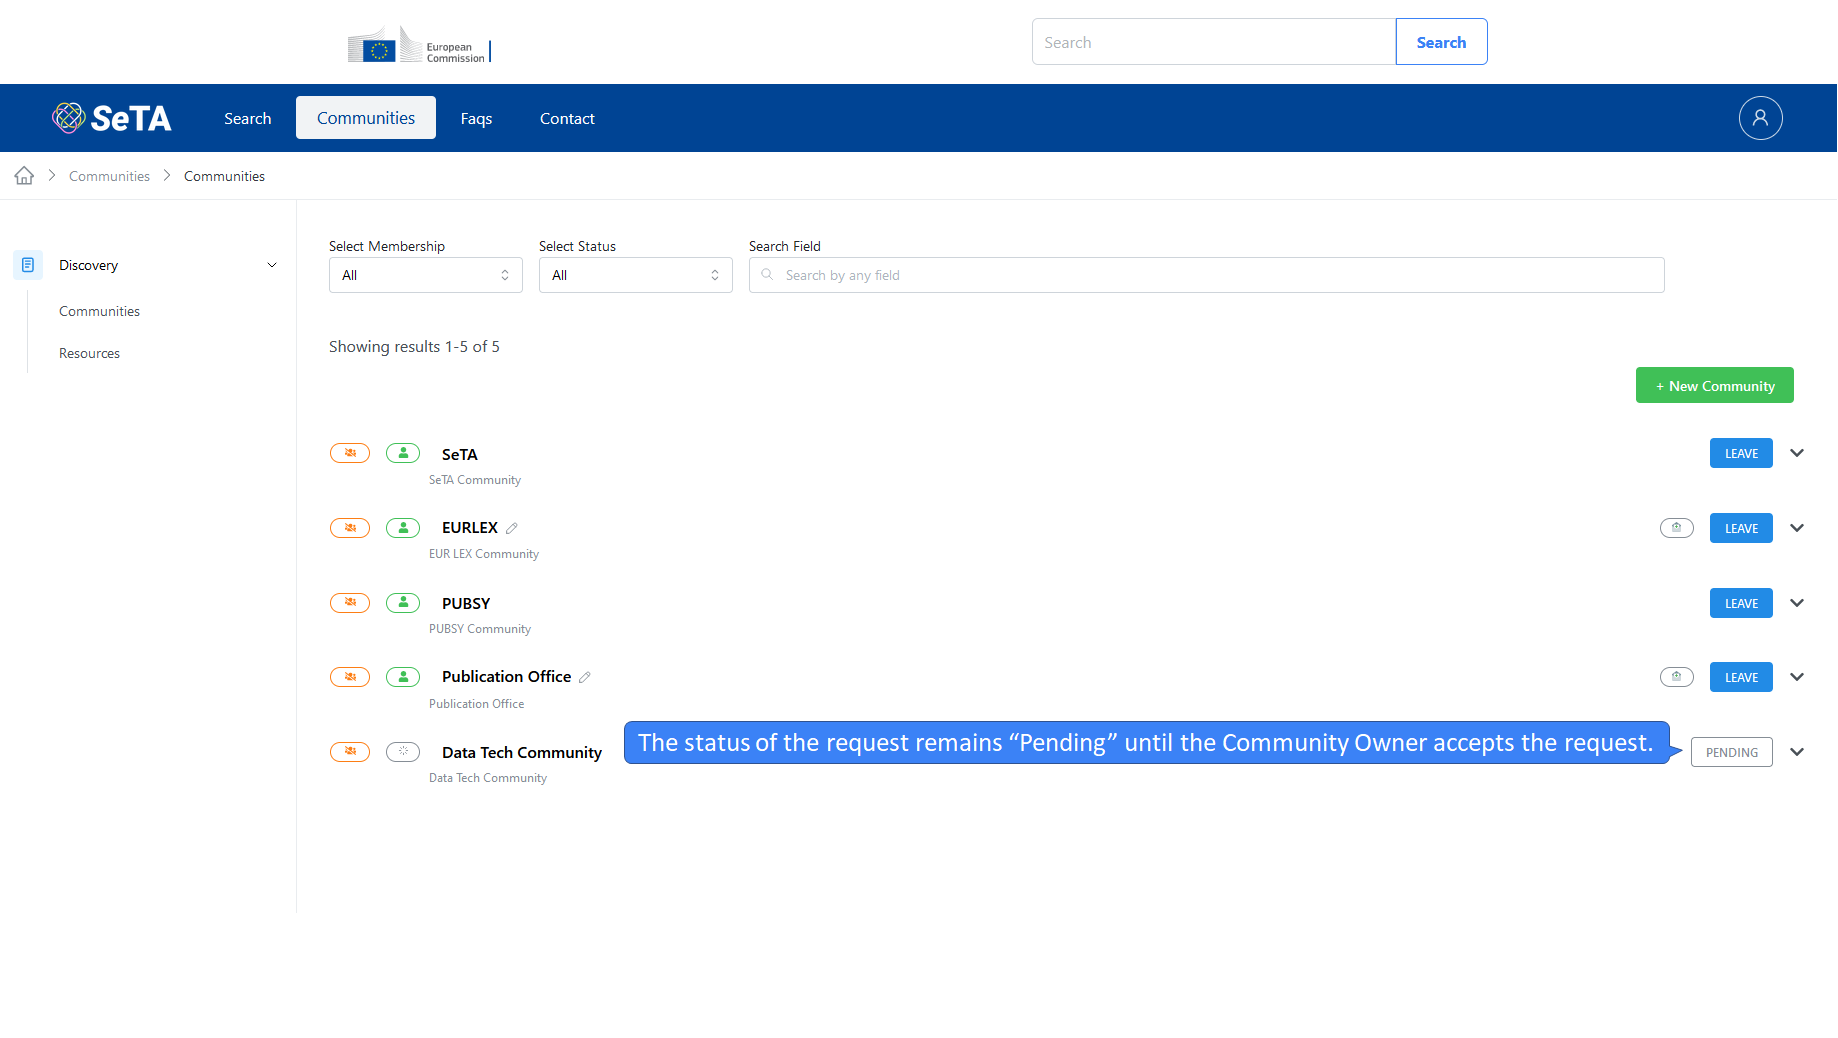 European
Commission
Search
Search
SeTA
Search
Communities
Faqs
Contact
Communities
Communities
Discovery
Communities
Resources
Select Membership
Select Status
Search Field
All
All
Search by any field
Showing results 1-5 of 5
+ New Community
SeTA
LEAVE
SeTA Community
EURLEX
LEAVE
EUR LEX Community
PUBSY
LEAVE
PUBSY Community
Publication Office
LEAVE
Publication Office
Data Tech Community
The status of the request remains “Pending” until the Community Owner accepts the request.
PENDING
Data Tech Community